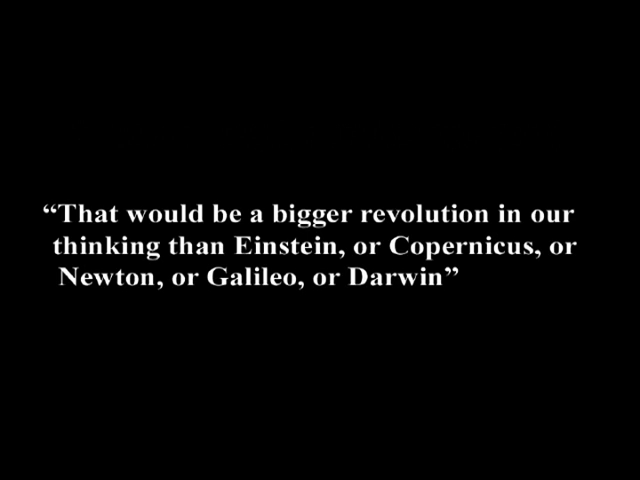 “That would be a bigger revolution in our
thinking than Einstein, or Copernicus, or
Newton, or Galileo, or Darwin”